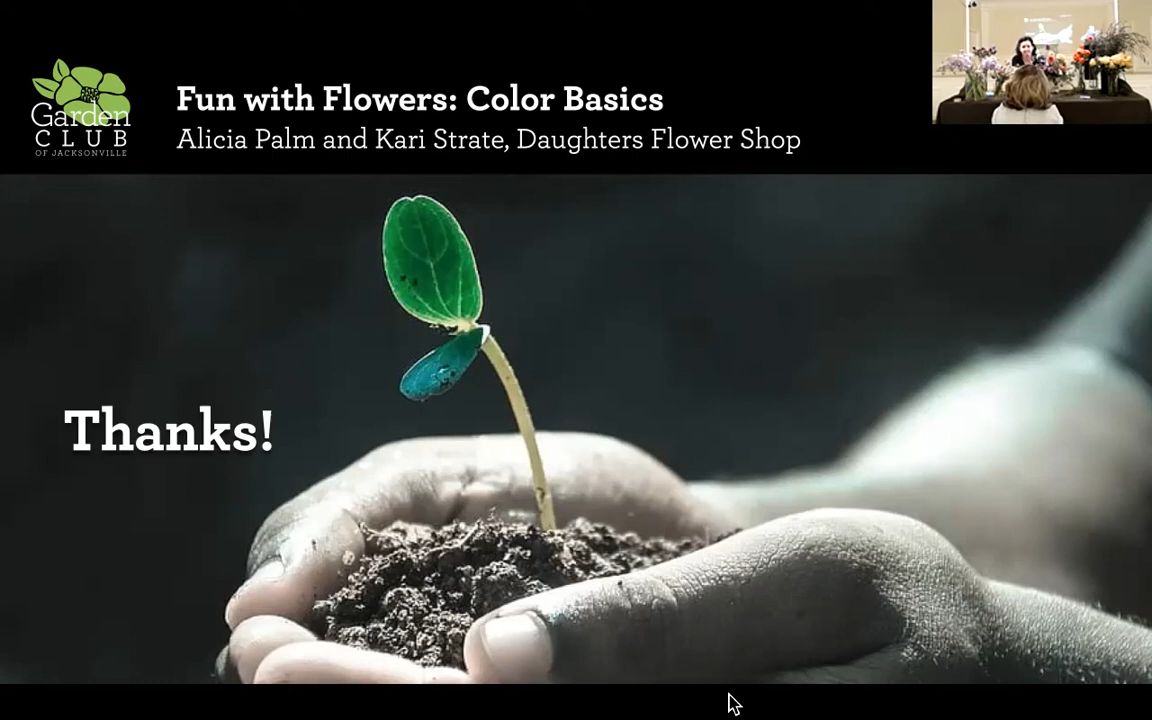 Garden
CLUB
OF JACKSONVILLE
Fun with Flowers: Color Basics
Alicia Palm and Kari Strate, Daughters Flower Shop
Thanks!